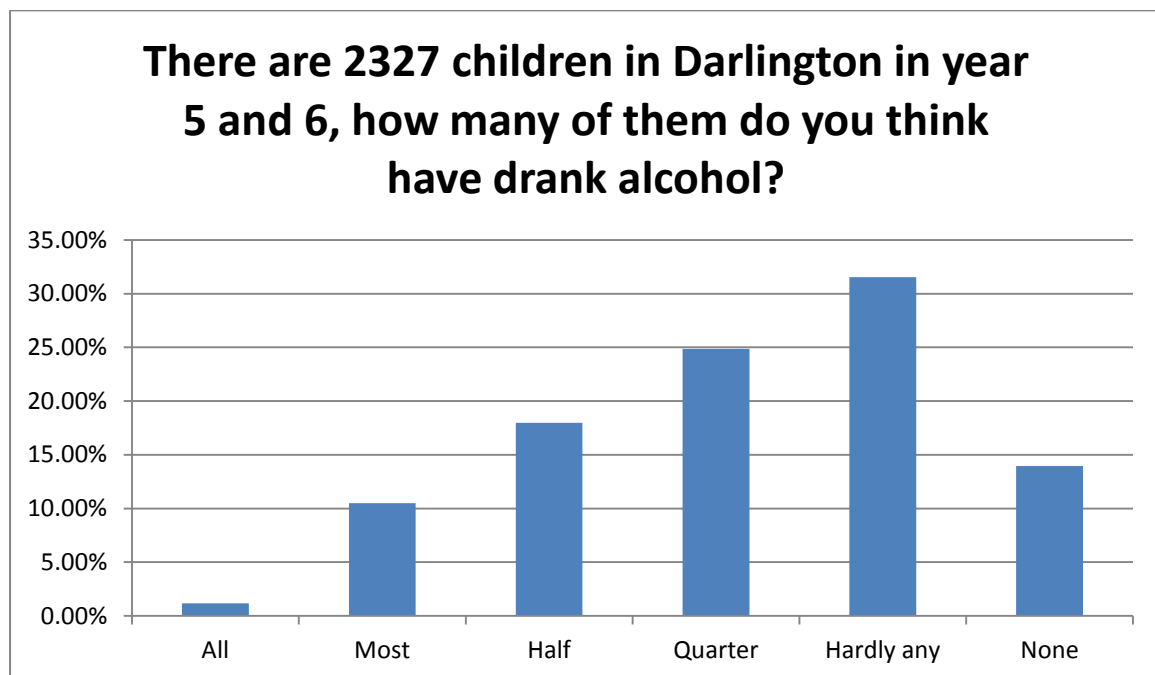 There are 2327 children in Darlington in year
5 and 6, how many of them do you think
have drank alcohol?
35.00%
30.00%
25.00%
20.00%
15.00%
10.00%
5.00%
0.00%
All Most Half Quarter Hardly any None